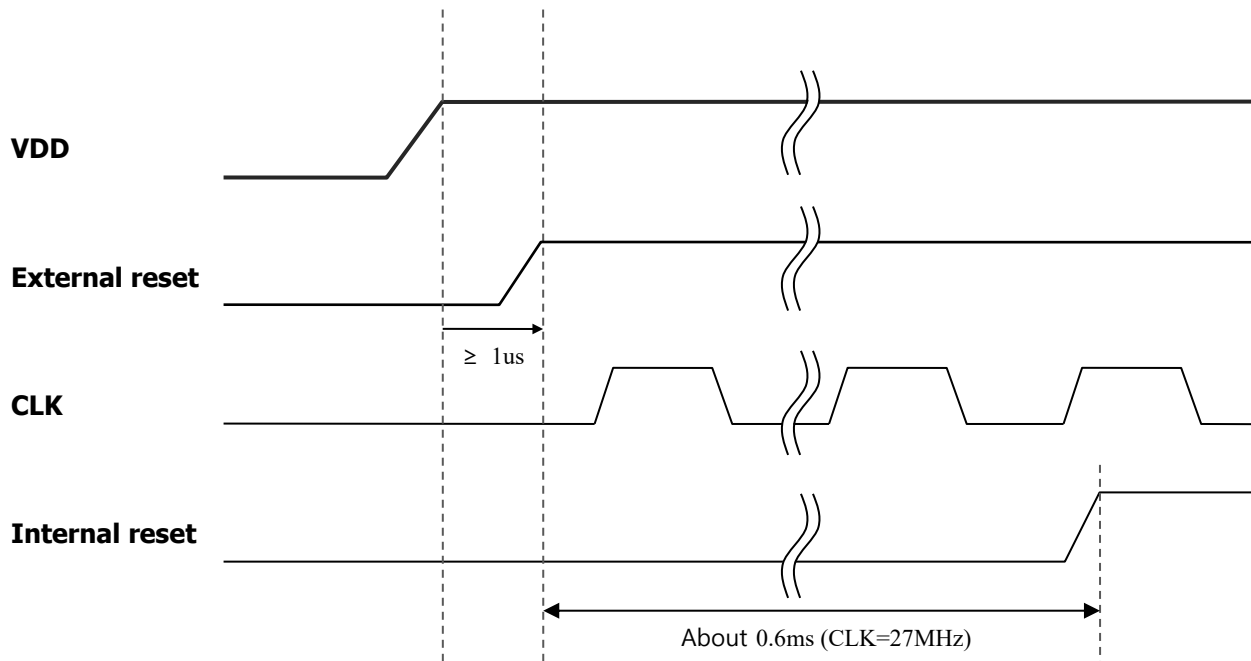 VDD
External reset
≥ 1us
CLK
Internal reset
About 0.6ms (CLK=27MHz)